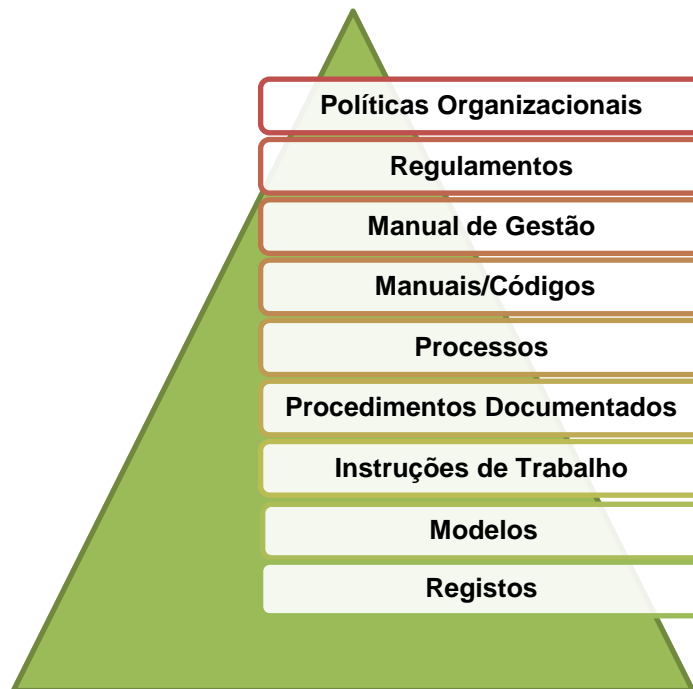 Políticas Organizacionais
Regulamentos
Manual de Gestão
Manuais/Códigos
Processos
Procedimentos Documentados
Instruções de Trabalho
Modelos
Registos